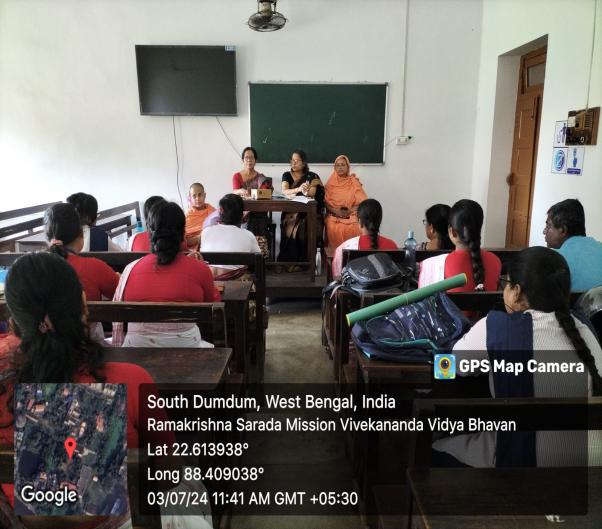 GPS Map Camera
South Dumdum, West Bengal, India
Ramakrishna Sarada Mission Vivekananda Vidya Bhavan
Lat 22.613938°
Long 88.409038°
03/07/24 11:41 AM GMT +05:30
Google